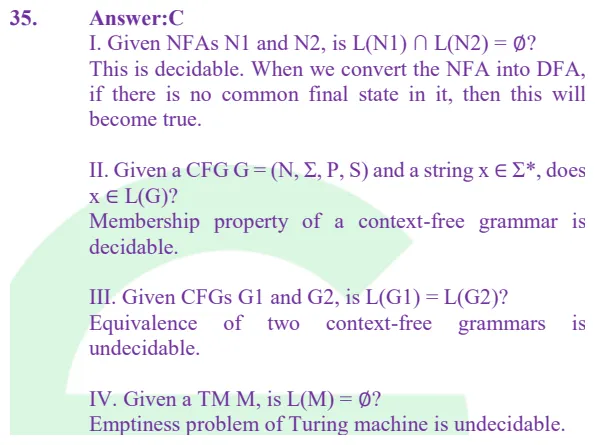 35. Answer:C
I. Given NFAs N1 and N2, is L(N1) ∩ L(N2) = ∅?
This is decidable. When we convert the NFA into DFA,
if there is no common final state in it, then this will
become true.
II. Given a CFG G = (N, Σ, P, S) and a string x ∈ Σ*, does
x ∈ L(G)?
Membership property of a context-free grammar is
decidable.
III. Given CFGs G1 and G2, is L(G1) = L(G2)?
Equivalence of two context-free grammars is
undecidable.
IV. Given a TM M, is L(M) = ∅?
Emptiness problem of Turing machine is undecidable.